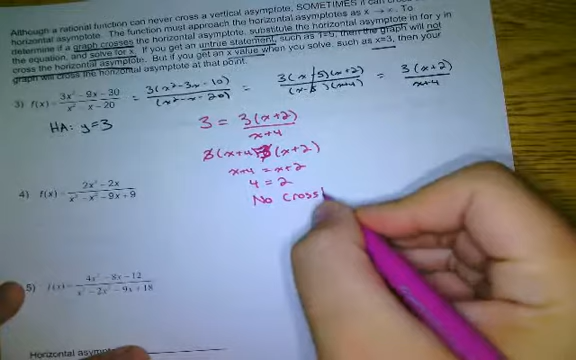 Although a rational function can never cross a vertical asymptote, SOMETIMES it can cross
horizontal asymptote. The function must approach the horizontal asymptotes as x → ∞. To
determine if a graph crosses the horizontal asymptote, substitute the horizontal asymptote in for y in
the equation, and solve for x. If you get an untrue statement, such as 1=5, then the graph will not
cross the horizontal asymptote. But if you get an x value when you solve, such as x=3, then your
graph will cross the horizontal asymptote at that point.
3) f(x) = (3x² - 9x - 30)/(x² - x - 20) = 3(x² - 3x - 10)/(x² - x - 20) = 3(x - 5)(x + 2)/(x - 5)(x + 4) = 3(x + 2)/(x + 4)
HA: y = 3
3 = 3(x + 2)/(x + 4)
3(x + 4) = 3(x + 2)
x + 4 = x + 2
4 = 2
No cross
4) f(x) = (2x² - 2x)/(x³ - x² - 9x + 9)
5) f(x) = (4x² - 8x - 12)/(x³ - 2x² - 9x + 18)
Horizontal asymp